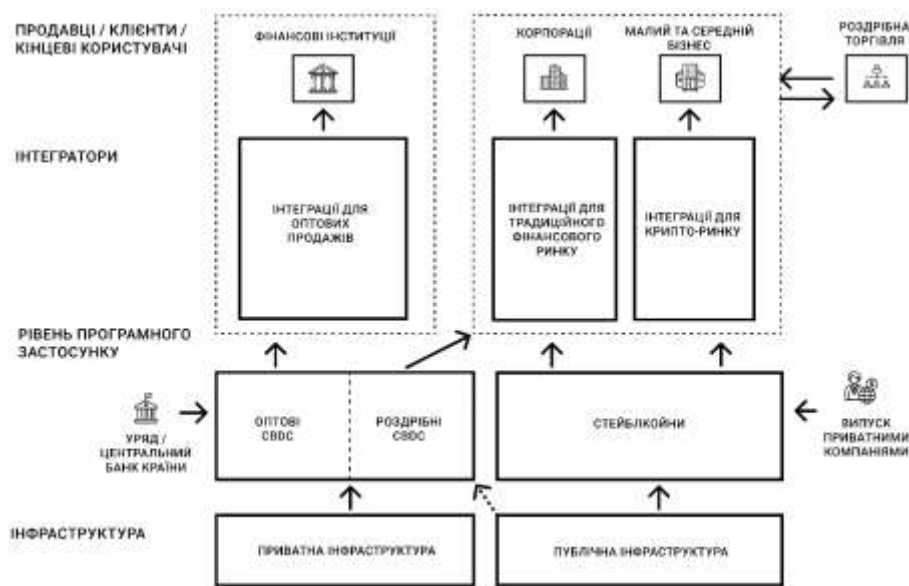 ПРОДАВЦІ / КЛІЄНТИ /
КІНЦЕВІ КОРИСТУВАЧІ
ФІНАНСОВІ ІНСТИТУЦІЇ
КОРПОРАЦІЇ
МАЛИЙ ТА СЕРЕДНІЙ
БІЗНЕС
РОЗДРІБНА
ТОРГІВЛЯ
ІНТЕГРАТОРИ
ІНТЕГРАЦІЇ ДЛЯ
ОПТОВИХ
ПРОДАЖІВ
ІНТЕГРАЦІЇ ДЛЯ
ТРАДИЦІЙНОГО
ФІНАНСОВОГО
РИНКУ
ІНТЕГРАЦІЇ ДЛЯ
КРИПТО-РИНКУ
РІВЕНЬ ПРОГРАМНОГО
ЗАСТОСУНКУ
УРЯД /
ЦЕНТРАЛЬНИЙ
БАНК КРАЇНИ
ОПТОВІ
CBDC
РОЗДРІБНІ
CBDC
СТЕЙБЛКОЙНИ
ВИПУСК
ПРИВАТНИМИ
КОМПАНІЯМИ
ІНФРАСТРУКТУРА
ПРИВАТНА ІНФРАСТРУКТУРА
ПУБЛІЧНА ІНФРАСТРУКТУРА